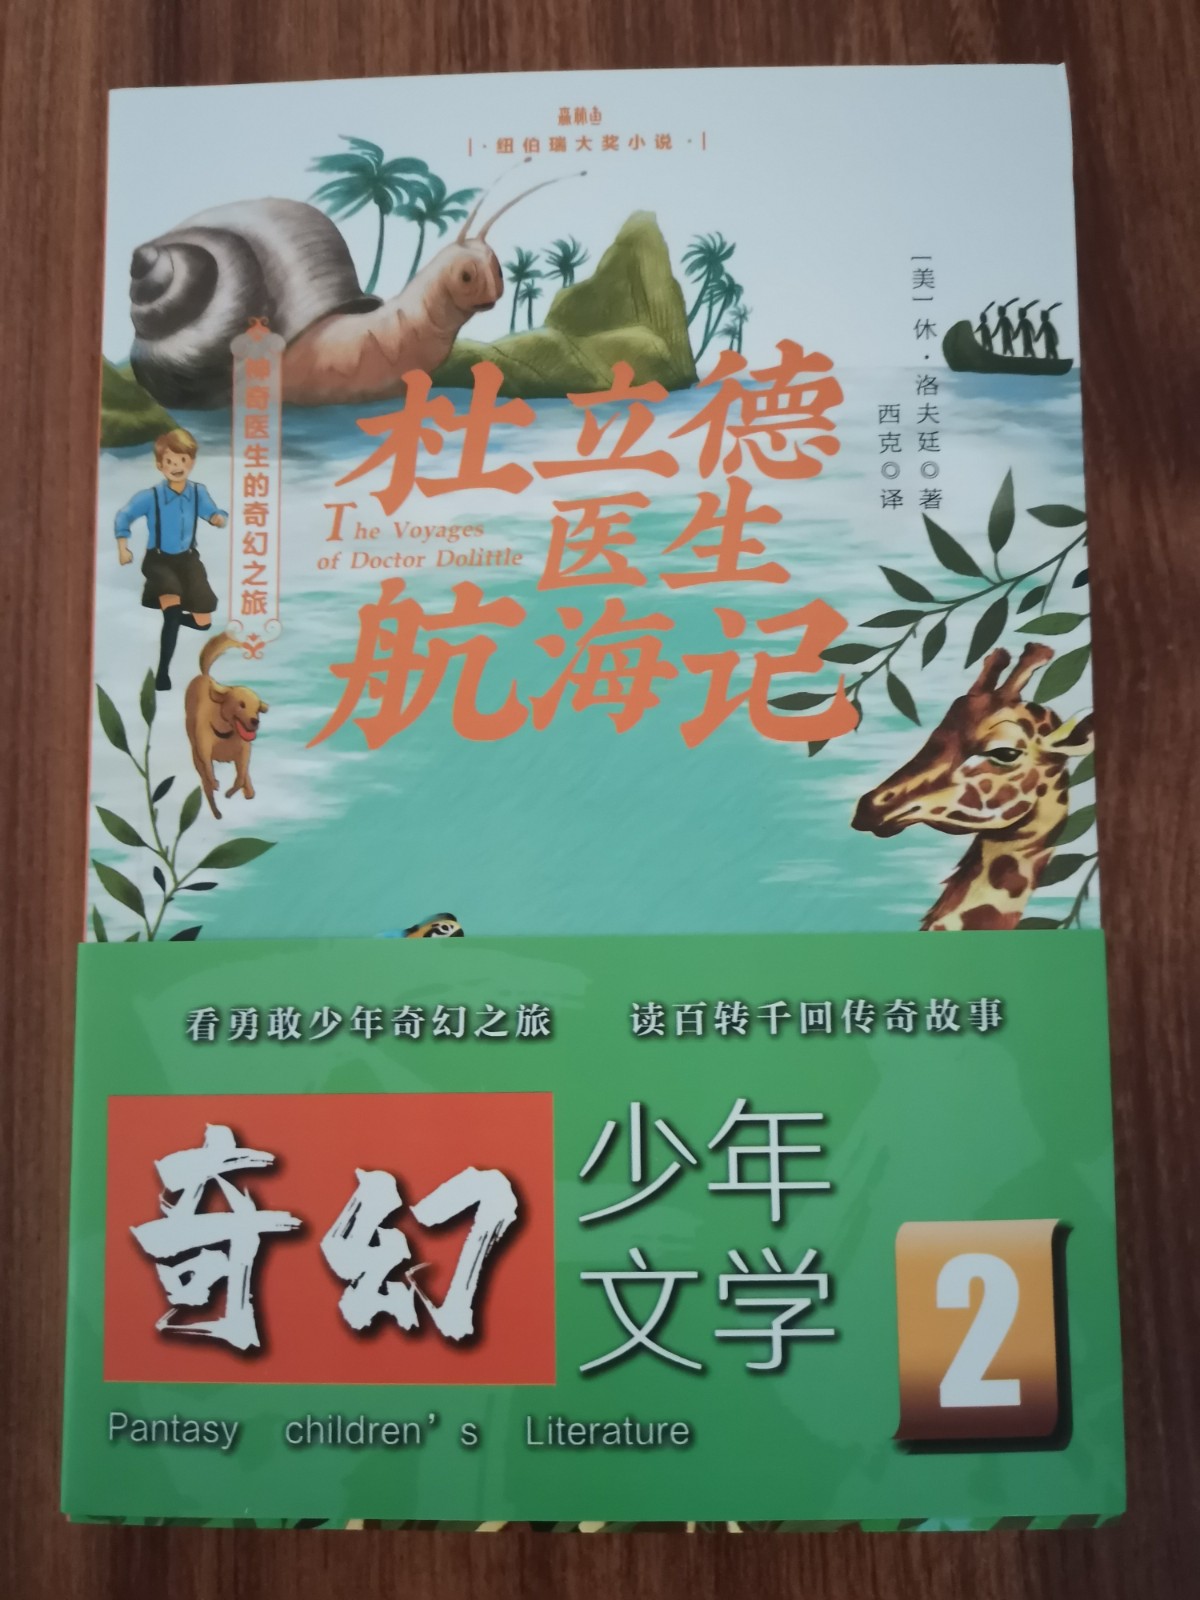 ·纽伯瑞大奖小说·
[美]休·洛夫廷◎著
西克◎译
神奇医生的奇幻之旅
杜立德
医生
The Voyages
of Doctor Dolittle
航海记
看勇敢少年奇幻之旅 读百转千回传奇故事
奇幻
少年
文学
2
Pantasy children's Literature